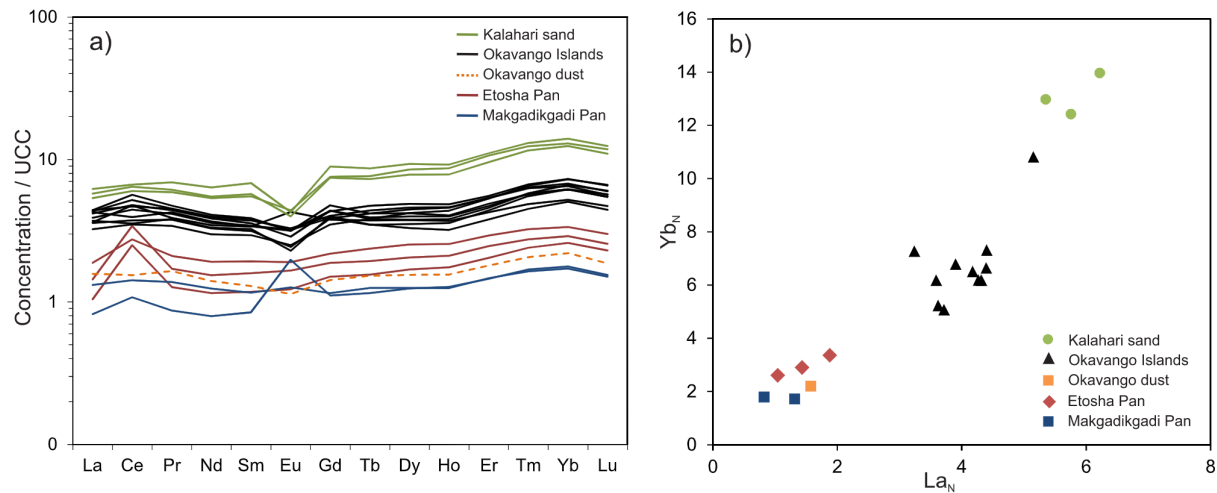 a)
Concentration / UCC
100
10
1
0
La Ce Pr Nd Sm Eu Gd Tb Dy Ho Er Tm Yb Lu
Kalahari sand
Okavango Islands
Okavango dust
Etosha Pan
Makgadikgadi Pan
b)
YbN
16
14
12
10
8
6
4
2
0
0 2 4 6 8
LaN
Kalahari sand
Okavango Islands
Okavango dust
Etosha Pan
Makgadikgadi Pan